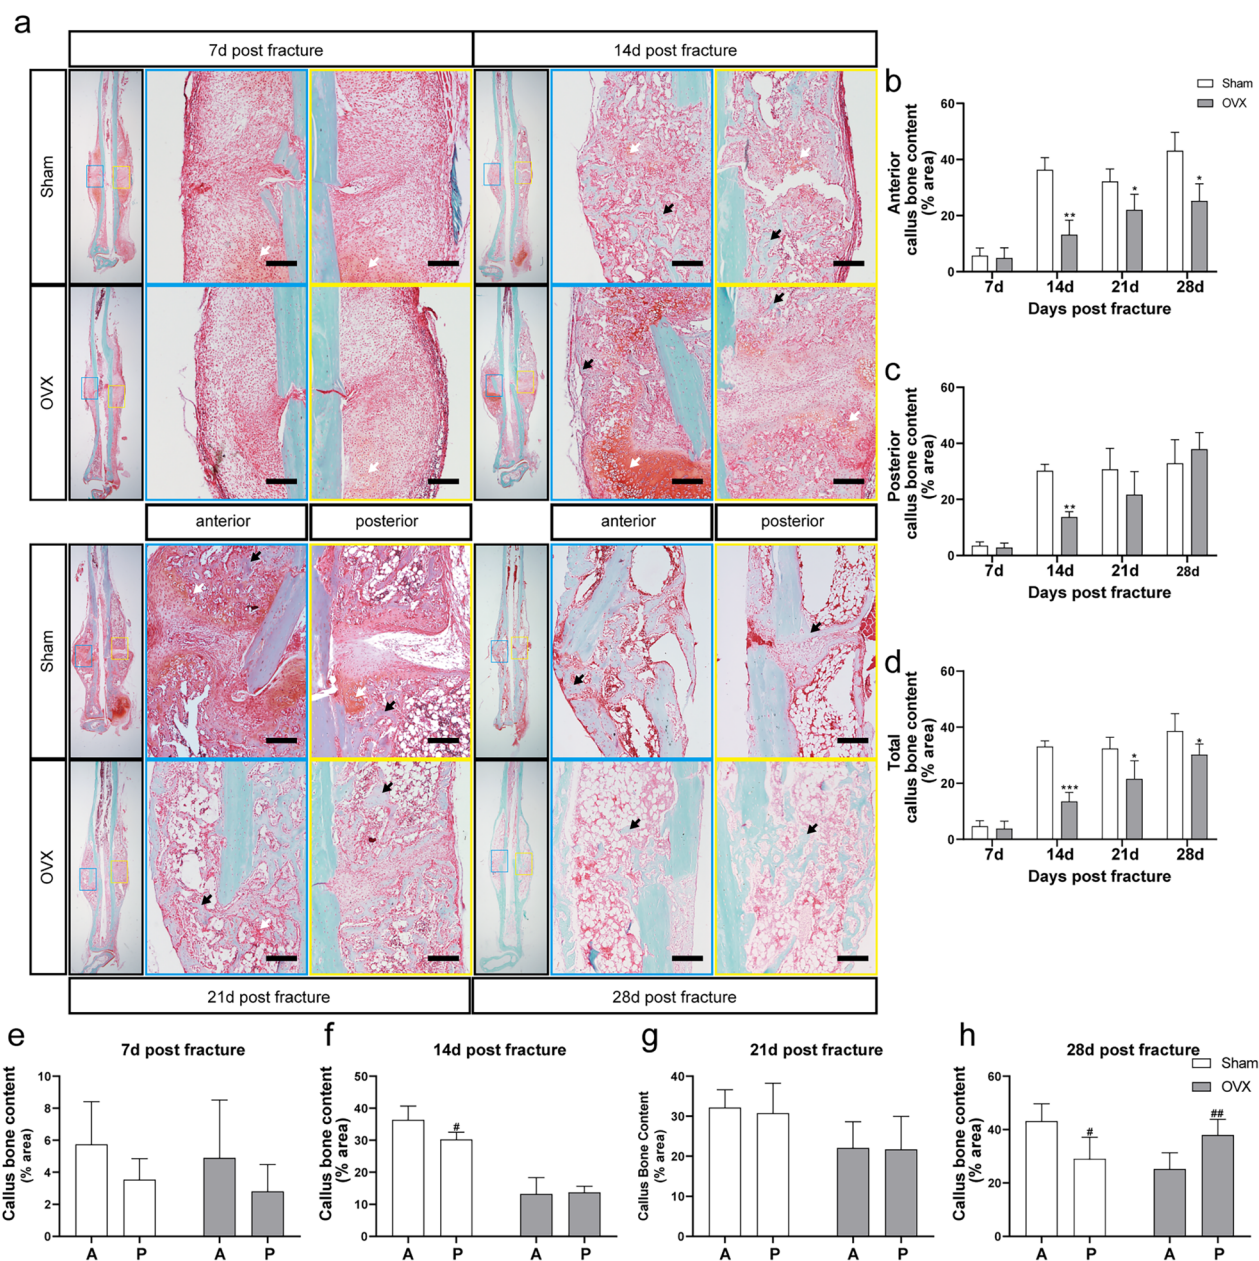 a
7d post fracture
14d post fracture
Sham
OVX
anterior
posterior
anterior
posterior
Sham
OVX
21d post fracture
28d post fracture
b
Sham
OVX
Anterior
callus bone content
(% area)
60
40
20
0
**
*
*
7d 14d 21d 28d
Days post fracture
c
Posterior
callus bone content
(% area)
60
40
20
0
**
7d 14d 21d 28d
Days post fracture
d
Total
callus bone content
(% area)
60
40
20
0
***
*
*
7d 14d 21d 28d
Days post fracture
e
7d post fracture
Callus bone content
(% area)
10
8
6
4
2
0
A P A P
f
14d post fracture
Callus bone content
(% area)
50
40
30
20
10
0
#
A P A P
g
21d post fracture
Callus Bone Content
(% area)
40
30
20
10
0
A P A P
h
28d post fracture
Sham
OVX
Callus bone content
(% area)
60
40
20
0
#
##
A P A P